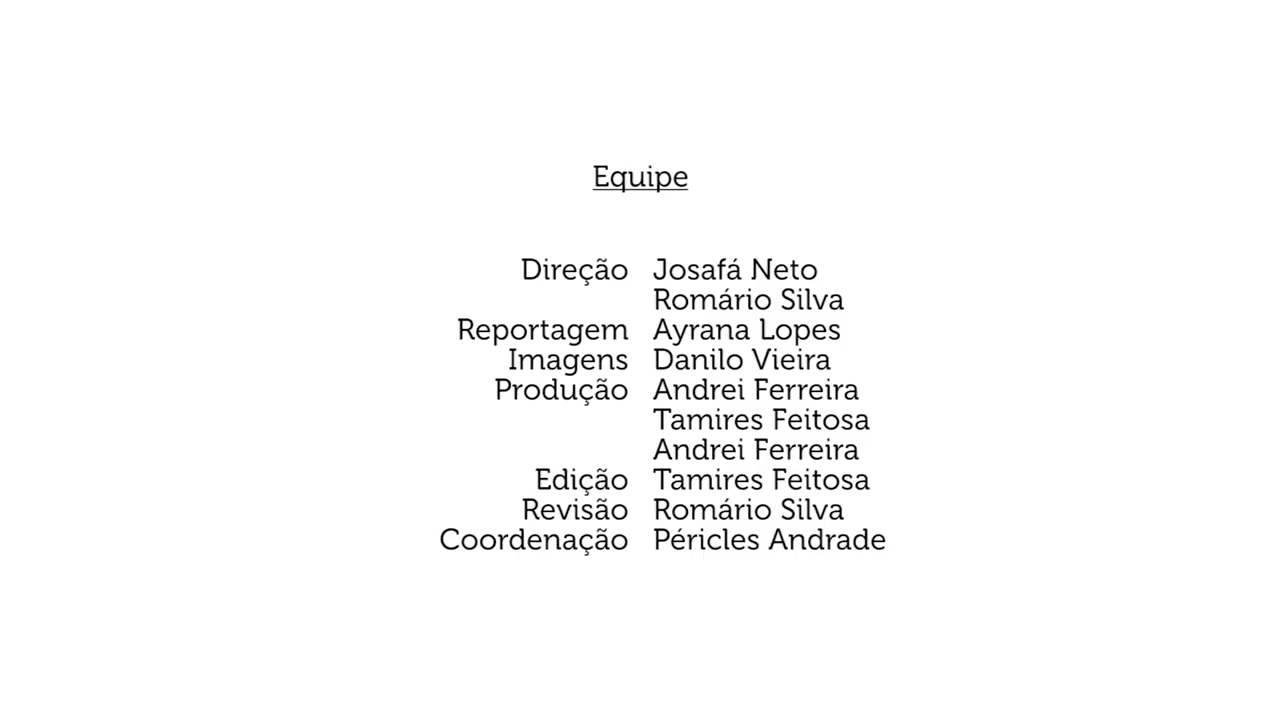 Equipe
Direção Josafá Neto
Romário Silva
Reportagem Ayrana Lopes
Imagens Danilo Vieira
Produção Andrei Ferreira
Tamires Feitosa
Andrei Ferreira
Edição Tamires Feitosa
Revisão Romário Silva
Coordenação Péricles Andrade